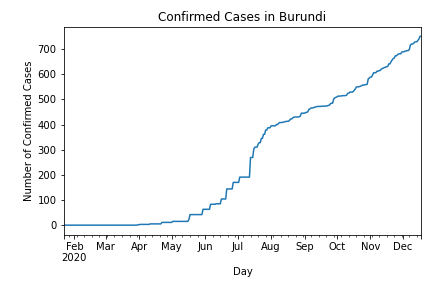 Confirmed Cases in Burundi
Number of Confirmed Cases
700
600
500
400
300
200
100
0
Feb Mar Apr May Jun Jul Aug Sep Oct Nov Dec
2020
Day